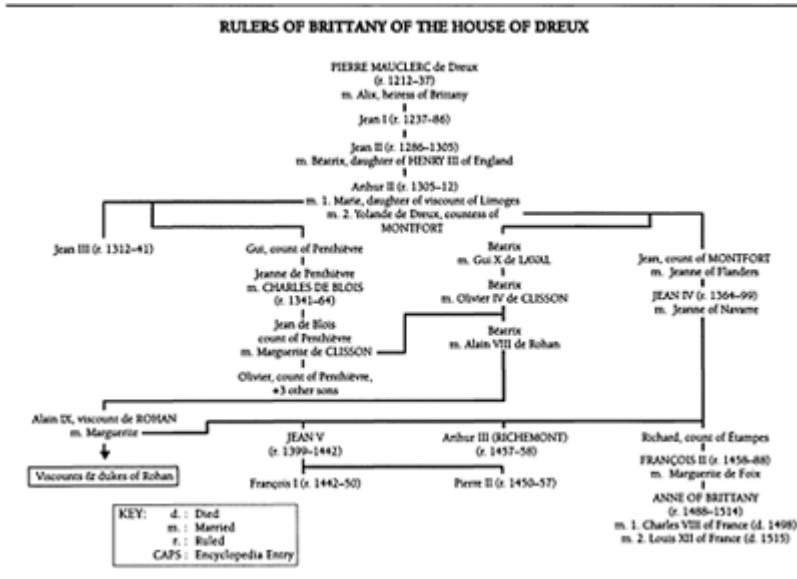 RULERS OF BRITTANY OF THE HOUSE OF DREUX
PIERRE MAUCLERC de Dreux
(r. 1212–37)
m. Alix, heiress of Brittany
Jean I (r. 1237–86)
Jean II (r. 1286–1305)
m. Béatrix, daughter of HENRY III of England
Arthur II (r. 1305–12)
m. 1. Marie, daughter of viscount of Limoges
m. 2. Yolande de Dreux, countess of
MONTFORT
Jean III (r. 1312–41)
Gui, count of Penthièvre
Jeanne de Penthièvre
m. CHARLES DE BLOIS
(r. 1341–64)
Jean de Blois
count of Penthièvre
m. Marguerite de CLISSON
Olivier, count of Penthièvre,
+3 other sons
Béatrix
m. Gui X de LAVAL
Béatrix
m. Olivier IV de CLISSON
Béatrix
m. Alain VIII de Rohan
Jean, count of MONTFORT
m. Jeanne of Flanders
JEAN IV (r. 1364–99)
m. Jeanne of Navarre
Alain IX, viscount de ROHAN
m. Marguerite
Viscounts & dukes of Rohan
JEAN V
(r. 1399–1442)
Arthur III (RICHEMONT)
(r. 1457–58)
Richard, count of Étampes
François I (r. 1442–50)
Pierre II (r. 1450–57)
FRANÇOIS II (r. 1458–88)
m. Marguerite de Foix
ANNE OF BRITTANY
(r. 1488–1514)
m. 1. Charles VIII of France (d. 1498)
m. 2. Louis XII of France (d. 1515)
KEY: d. : Died
m. : Married
r. : Ruled
CAPS : Encyclopedia Entry